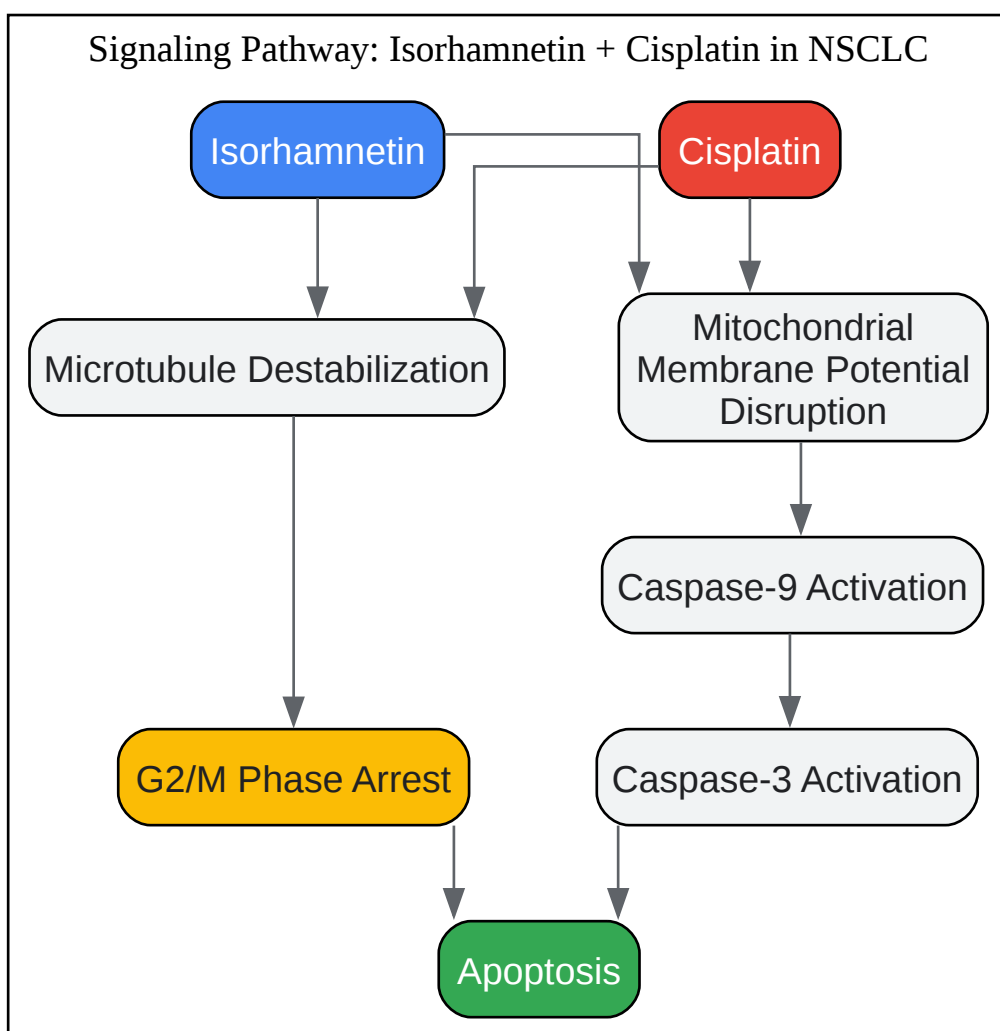 Signaling Pathway: Isorhamnetin + Cisplatin in NSCLC
Isorhamnetin
Cisplatin
Microtubule Destabilization
Mitochondrial
Membrane Potential
Disruption
Caspase-9 Activation
G2/M Phase Arrest
Caspase-3 Activation
Apoptosis